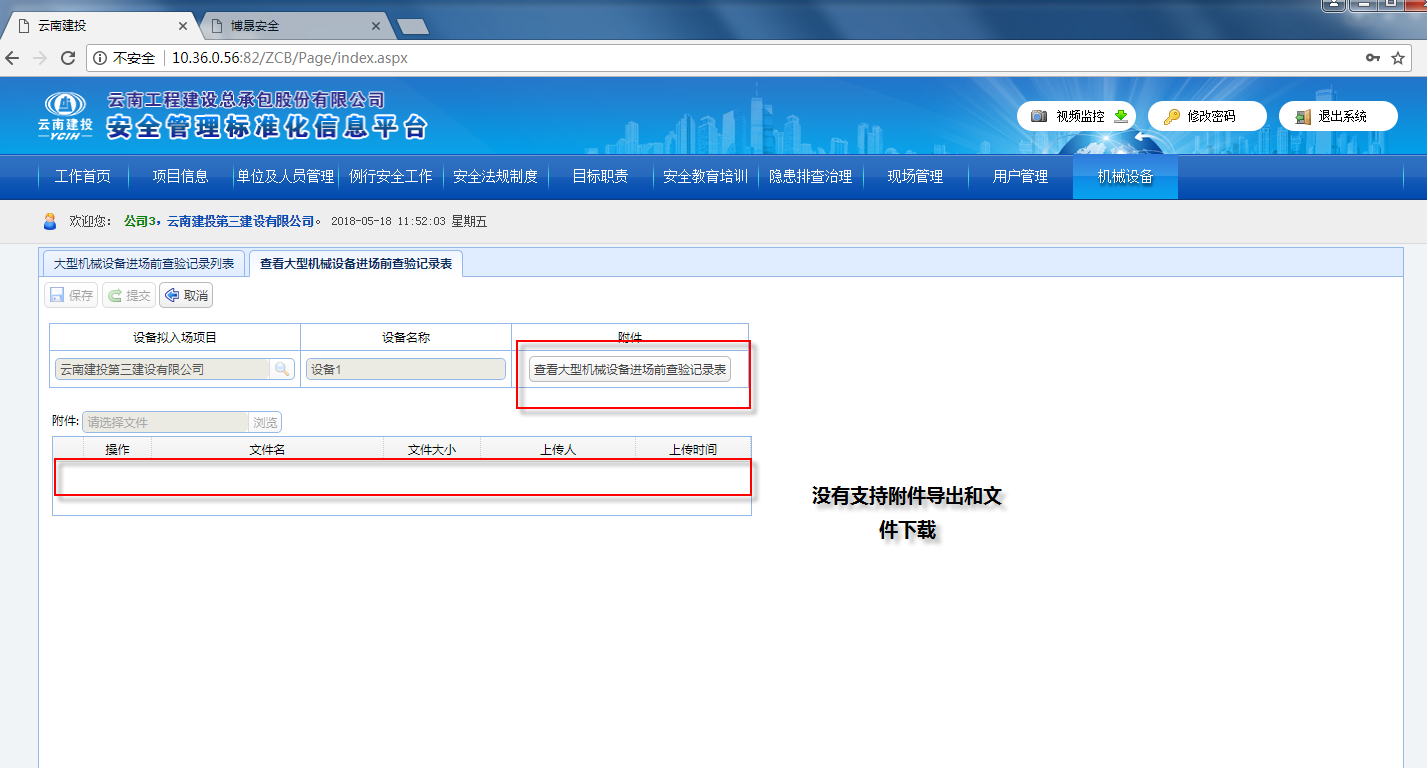 云南建投
博晟安全
不安全 10.36.0.56:82/ZCB/Page/index.aspx
云南建投
YCIH
云南工程建设总承包股份有限公司
安全管理标准化信息平台
视频监控 修改密码 退出系统
工作首页 项目信息 单位及人员管理 例行安全工作 安全法规制度 目标职责 安全教育培训 隐患排查治理 现场管理 用户管理 机械设备
欢迎您: 公司3，云南建投第三建设有限公司。 2018-05-18 11:52:03 星期五
大型机械设备进场前查验记录列表 查看大型机械设备进场前查验记录表
保存 提交 取消
设备拟入场项目 设备名称 附件
云南建投第三建设有限公司 设备1 查看大型机械设备进场前查验记录表
附件: 请选择文件 浏览
操作 文件名 文件大小 上传人 上传时间
没有支持附件导出和文
件下载